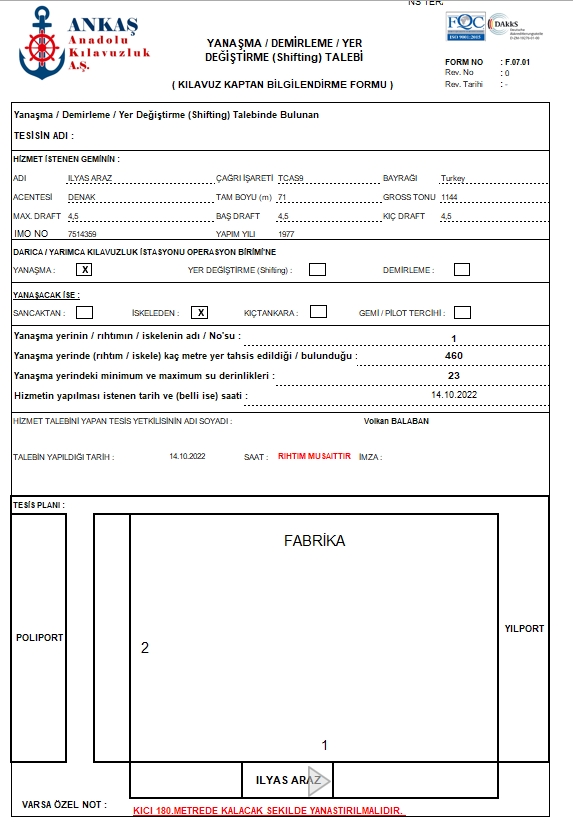 ANKAŞ
Anadolu
Kılavuzluk
A.Ş.
YANAŞMA / DEMİRLEME / YER
DEĞİŞTİRME (Shifting) TALEBİ
( KILAVUZ KAPTAN BİLGİLENDİRME FORMU )
FQC
ISO 9001:2015
DAkkS
FORM NO : F.07.01
Rev. No : 0
Rev. Tarihi : -
Yanaşma / Demirleme / Yer Değiştirme (Shifting) Talebinde Bulunan
TESİSİN ADI :
HİZMET İSTENEN GEMİNİN :
ADI ILYAS ARAZ ÇAĞRI İŞARETİ TCAS9 BAYRAĞI Turkey
ACENTESİ DENAK TAM BOYU (m) 71 GROSS TONU 1144
MAX. DRAFT 4,5 BAŞ DRAFT 4,5 KIÇ DRAFT 4,5
IMO NO 7514359 YAPIM YILI 1977
DARICA / YARIMCA KILAVUZLUK İSTASYONU OPERASYON BİRİMİ'NE
YANAŞMA : X YER DEĞİŞTİRME (Shifting) : DEMİRLEME :
YANAŞACAK İSE :
SANCAKTAN : İSKELEDEN : X KIÇTANKARA : GEMİ / PİLOT TERCİHİ :
Yanaşma yerinin / rıhtımın / iskelenin adı / No'su : 1
Yanaşma yerinde (rıhtım / iskele) kaç metre yer tahsis edildiği / bulunduğu : 460
Yanaşma yerindeki minimum ve maximum su derinlikleri : 23
Hizmetin yapılması istenen tarih ve (belli ise) saati : 14.10.2022
HİZMET TALEBİNİ YAPAN TESİS YETKİLİSİNİN ADI SOYADI : Volkan BALABAN
TALEBİN YAPILDIĞI TARİH : 14.10.2022 SAAT : RIHTIM MUSAITTIR İMZA :
TESİS PLANI :
FABRİKA
POLIPORT
YILPORT
2
1
ILYAS ARAZ
VARSA ÖZEL NOT : KICI 180.METREDE KALACAK SEKILDE YANASTIRILMALIDIR.